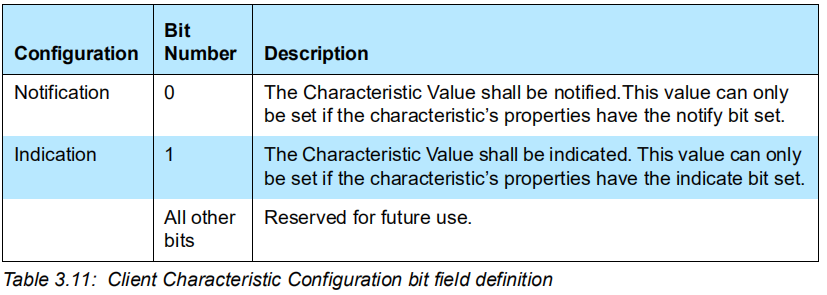 Configuration Bit Number Description
Notification 0 The Characteristic Value shall be notified.This value can only
be set if the characteristic’s properties have the notify bit set.
Indication 1 The Characteristic Value shall be indicated. This value can only
be set if the characteristic’s properties have the indicate bit set.
All other bits Reserved for future use.
Table 3.11: Client Characteristic Configuration bit field definition